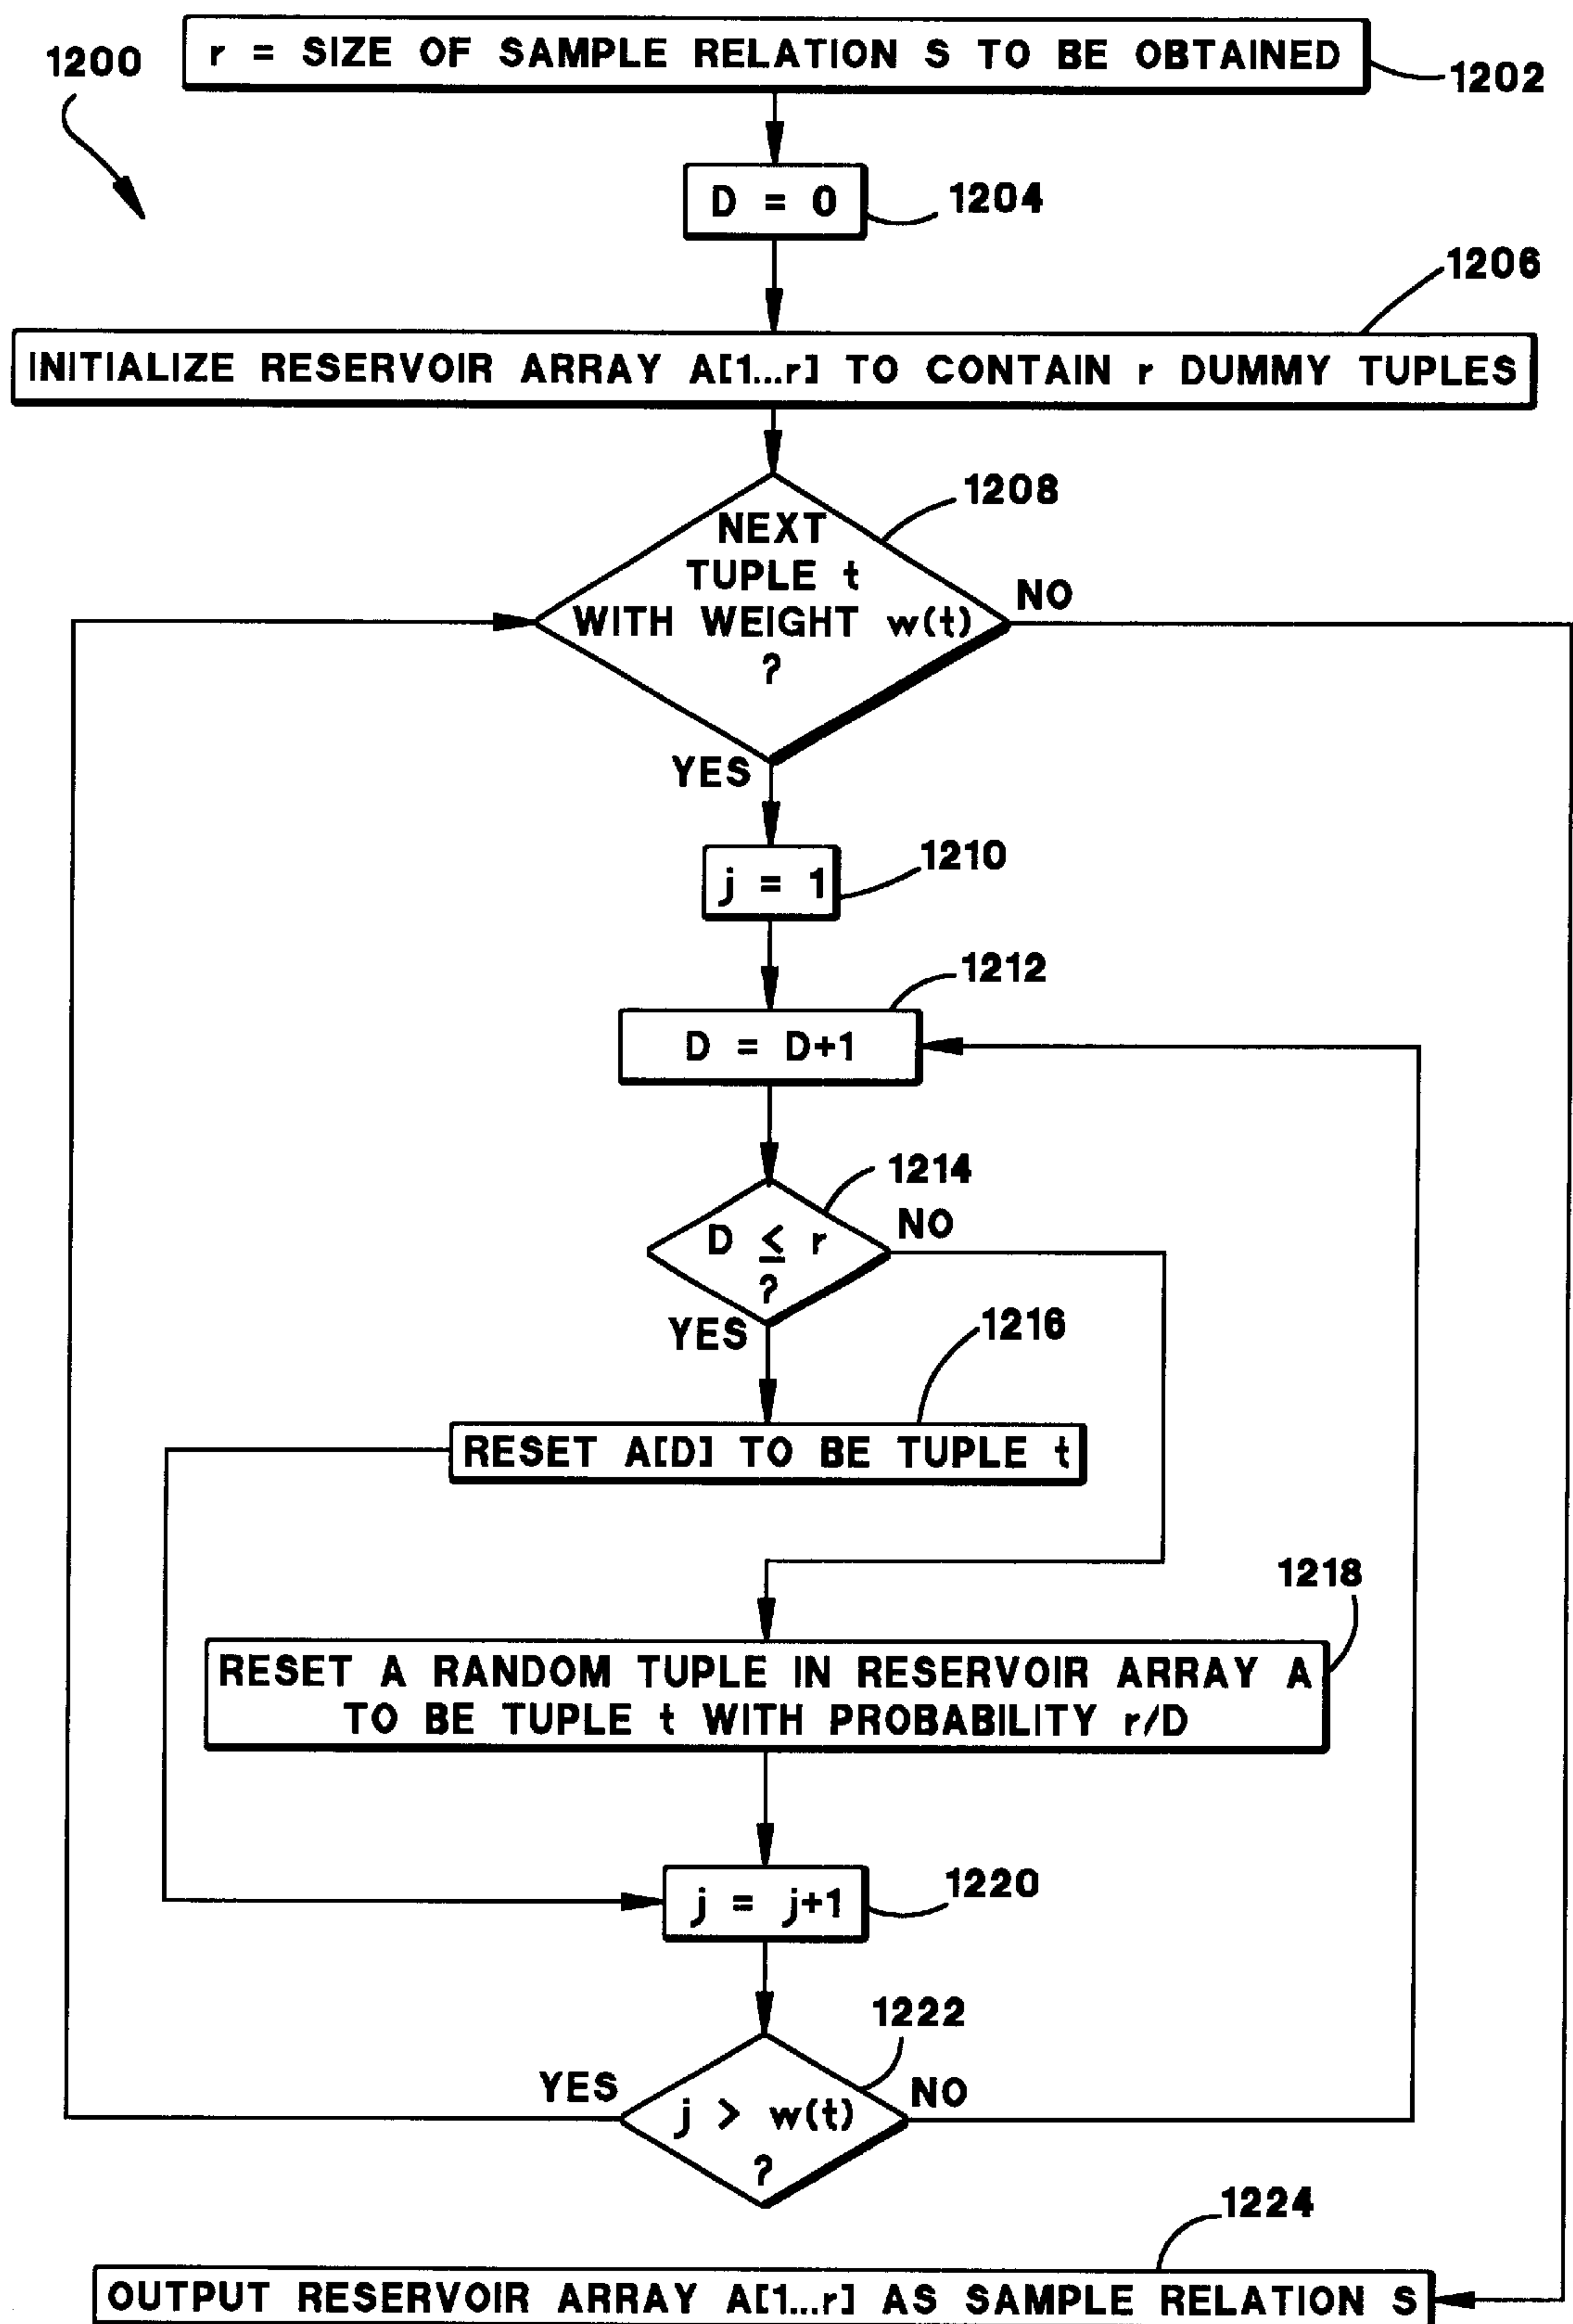 1200
r = SIZE OF SAMPLE RELATION S TO BE OBTAINED
1202
D = 0
1204
1206
INITIALIZE RESERVOIR ARRAY A[1...r] TO CONTAIN r DUMMY TUPLES
1208
NEXT
TUPLE t
WITH WEIGHT w(t)
?
NO
YES
1210
j = 1
1212
D = D+1
1214
D ≤ r
?
NO
YES
1216
RESET A[D] TO BE TUPLE t
1218
RESET A RANDOM TUPLE IN RESERVOIR ARRAY A
TO BE TUPLE t WITH PROBABILITY r/D
1220
j = j+1
1222
YES
j > w(t)
?
NO
1224
OUTPUT RESERVOIR ARRAY A[1...r] AS SAMPLE RELATION S